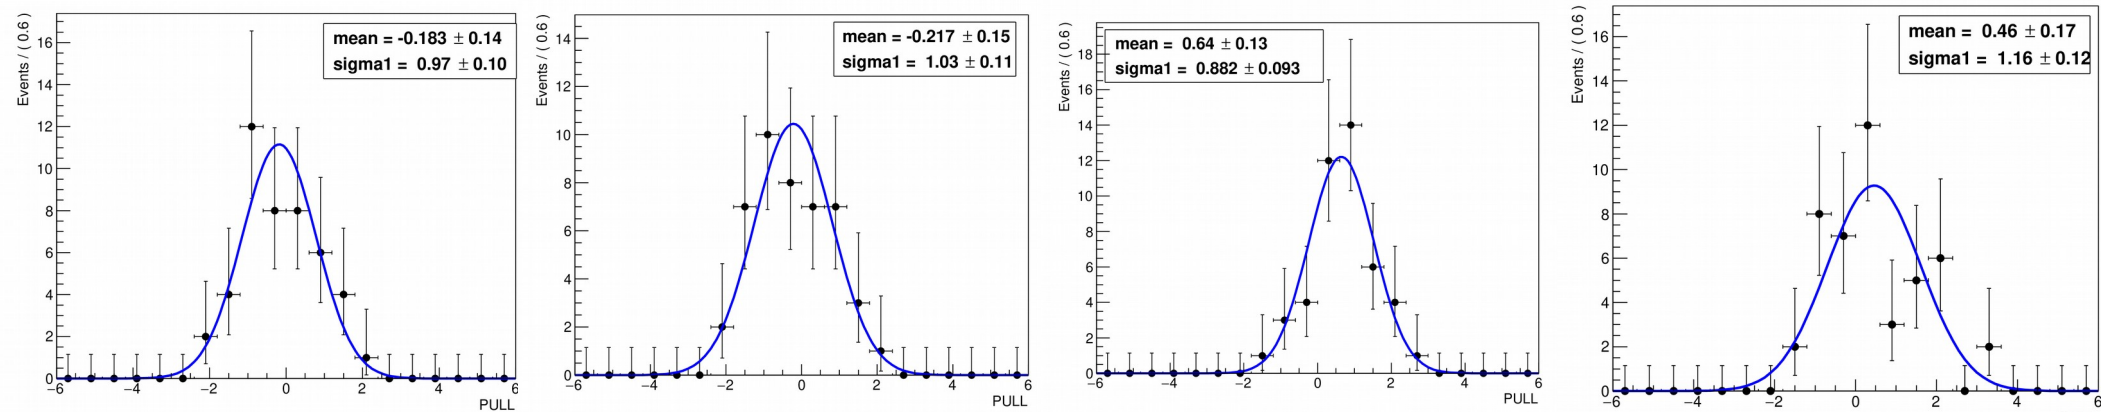 mean = -0.183 ± 0.14
sigma1 = 0.97 ± 0.10
Events / ( 0.6 )
16
14
12
10
8
6
4
2
0
−6 −4 −2 0 2 4 6
PULL
mean = -0.217 ± 0.15
sigma1 = 1.03 ± 0.11
Events / ( 0.6 )
14
12
10
8
6
4
2
0
−6 −4 −2 0 2 4 6
PULL
mean = 0.64 ± 0.13
sigma1 = 0.882 ± 0.093
Events / ( 0.6 )
18
16
14
12
10
8
6
4
2
0
−6 −4 −2 0 2 4 6
PULL
mean = 0.46 ± 0.17
sigma1 = 1.16 ± 0.12
Events / ( 0.6 )
16
14
12
10
8
6
4
2
0
−6 −4 −2 0 2 4 6